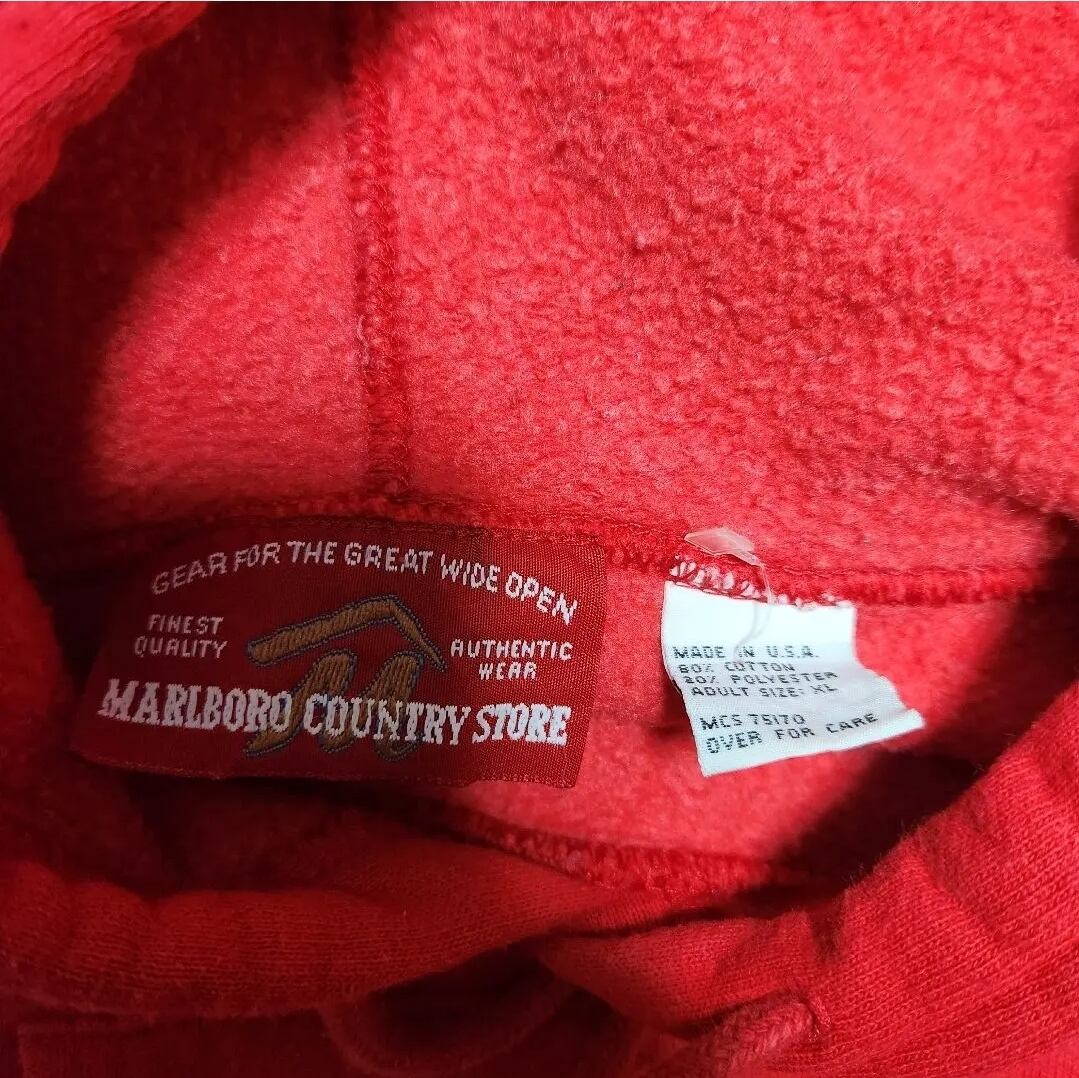 GEAR FOR THE GREAT WIDE OPEN
FINEST
QUALITY
AUTHENTIC
WEAR
M
MARLBORO COUNTRY STORE
MADE IN U.S.A.
80% COTTON
20% POLYESTER
ADULT SIZE: XL
MCS 75170
OVER FOR CARE